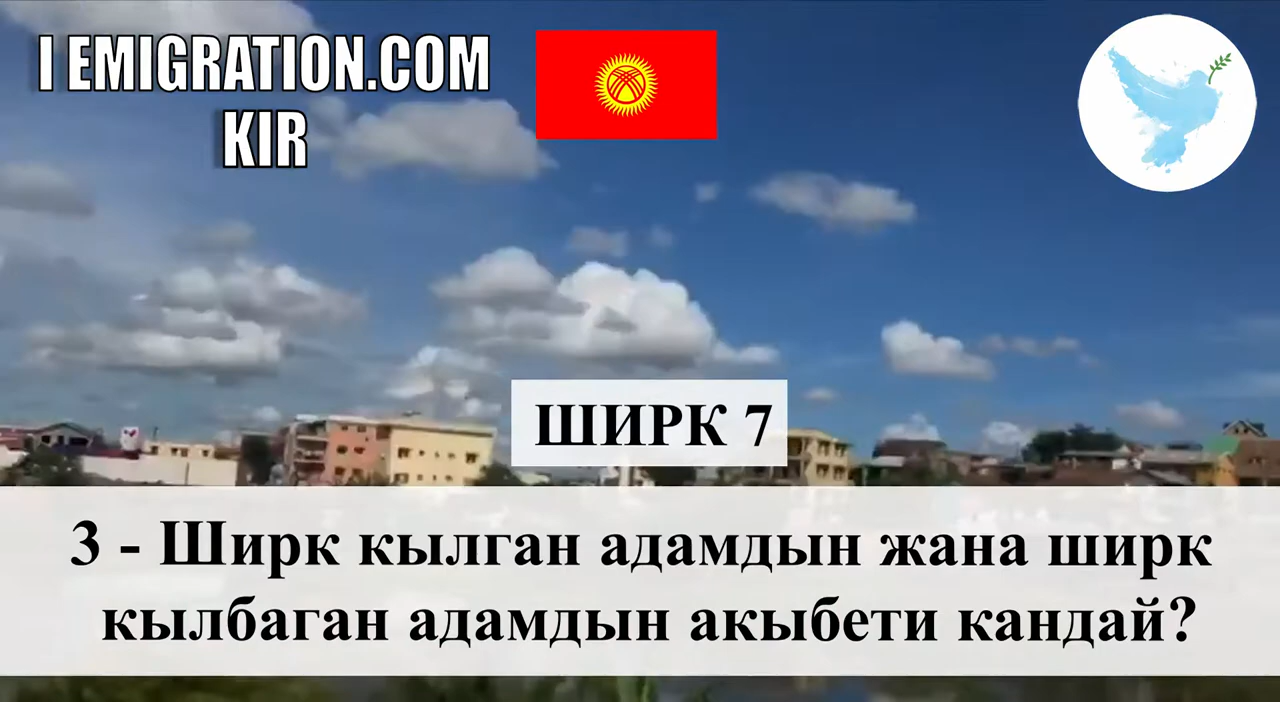 I EMIGRATION.COM
KIR
ШИРК 7
3 - Ширк кылган адамдын жана ширк
кылбаган адамдын акыбети кандай?